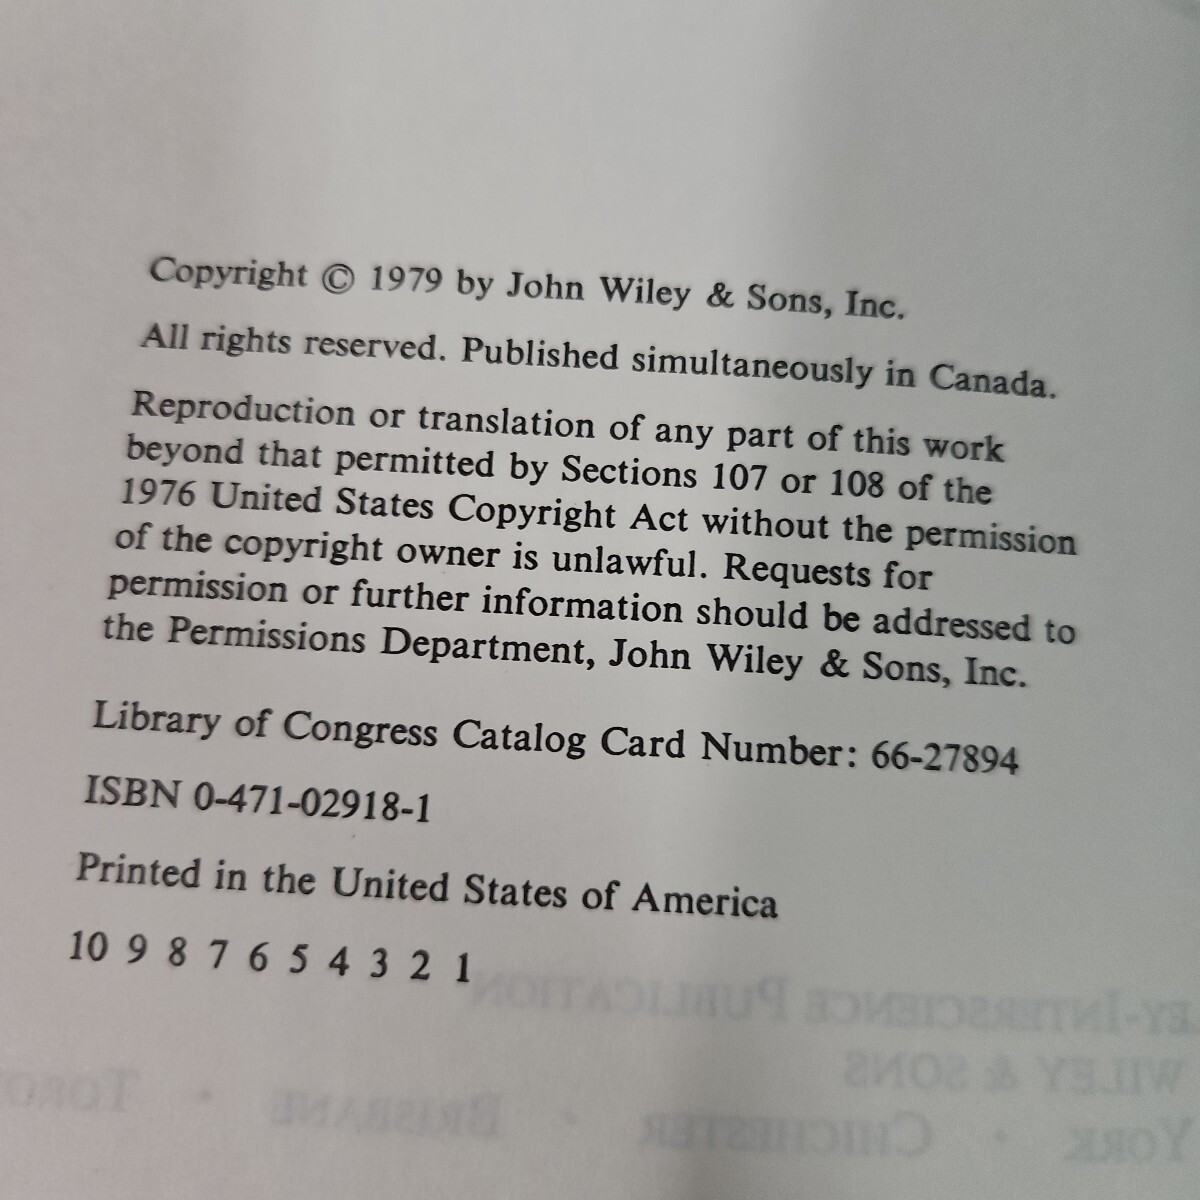 Copyright © 1979 by John Wiley & Sons, Inc.
All rights reserved. Published simultaneously in Canada.
Reproduction or translation of any part of this work
beyond that permitted by Sections 107 or 108 of the
1976 United States Copyright Act without the permission
of the copyright owner is unlawful. Requests for
permission or further information should be addressed to
the Permissions Department, John Wiley & Sons, Inc.
Library of Congress Catalog Card Number: 66-27894
ISBN 0-471-02918-1
Printed in the United States of America
10 9 8 7 6 5 4 3 2 1